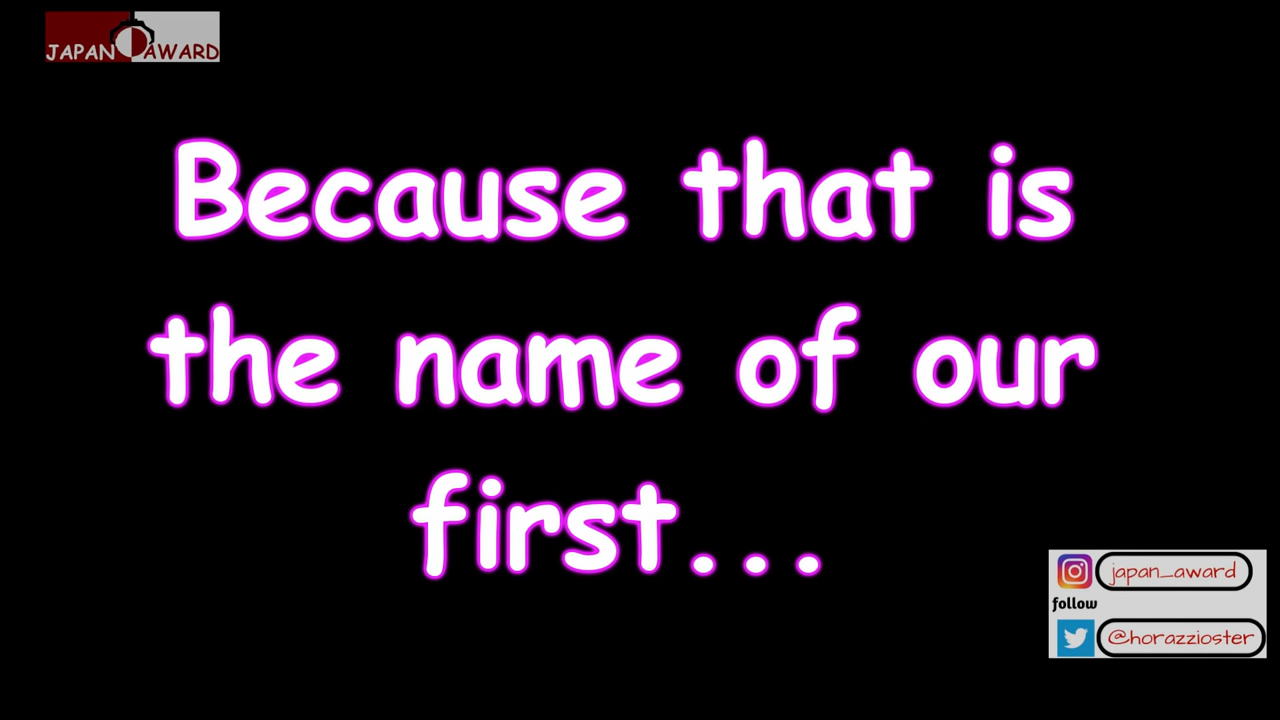 JAPAN AWARD
Because that is
the name of our
first...
japan_award
follow
@horazzioster